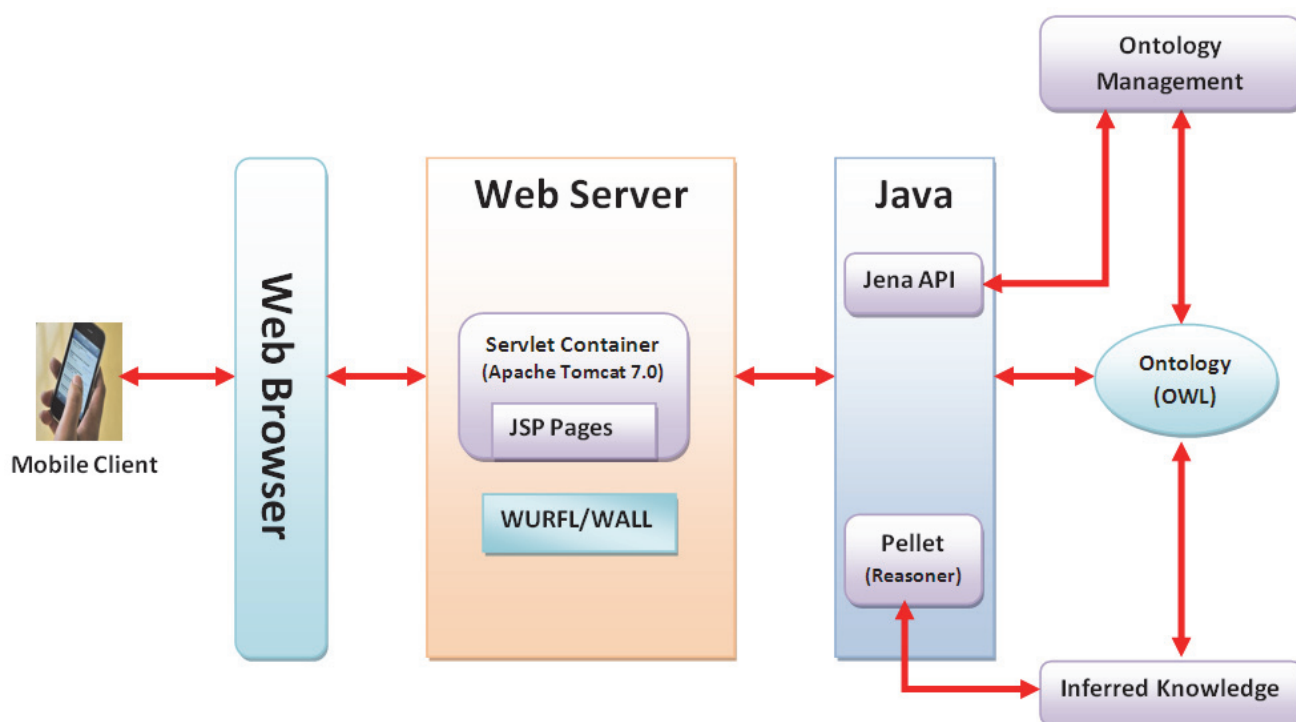 Ontology
Management
Web Server
Java
Jena API
Web Browser
Servlet Container
(Apache Tomcat 7.0)
JSP Pages
Ontology
(OWL)
Mobile Client
WURFL/WALL
Pellet
(Reasoner)
Inferred Knowledge